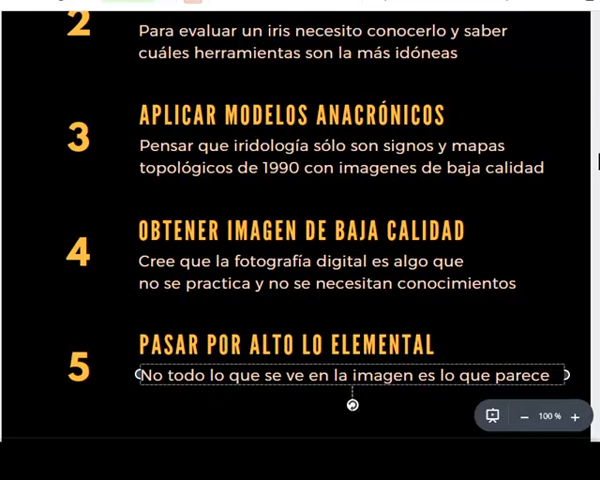 2
Para evaluar un iris necesito conocerlo y saber
cuáles herramientas son la más idóneas
3
APLICAR MODELOS ANACRÓNICOS
Pensar que iridología sólo son signos y mapas
topológicos de 1990 con imagenes de baja calidad
4
OBTENER IMAGEN DE BAJA CALIDAD
Cree que la fotografía digital es algo que
no se practica y no se necesitan conocimientos
5
PASAR POR ALTO LO ELEMENTAL
No todo lo que se ve en la imagen es lo que parece
100 %